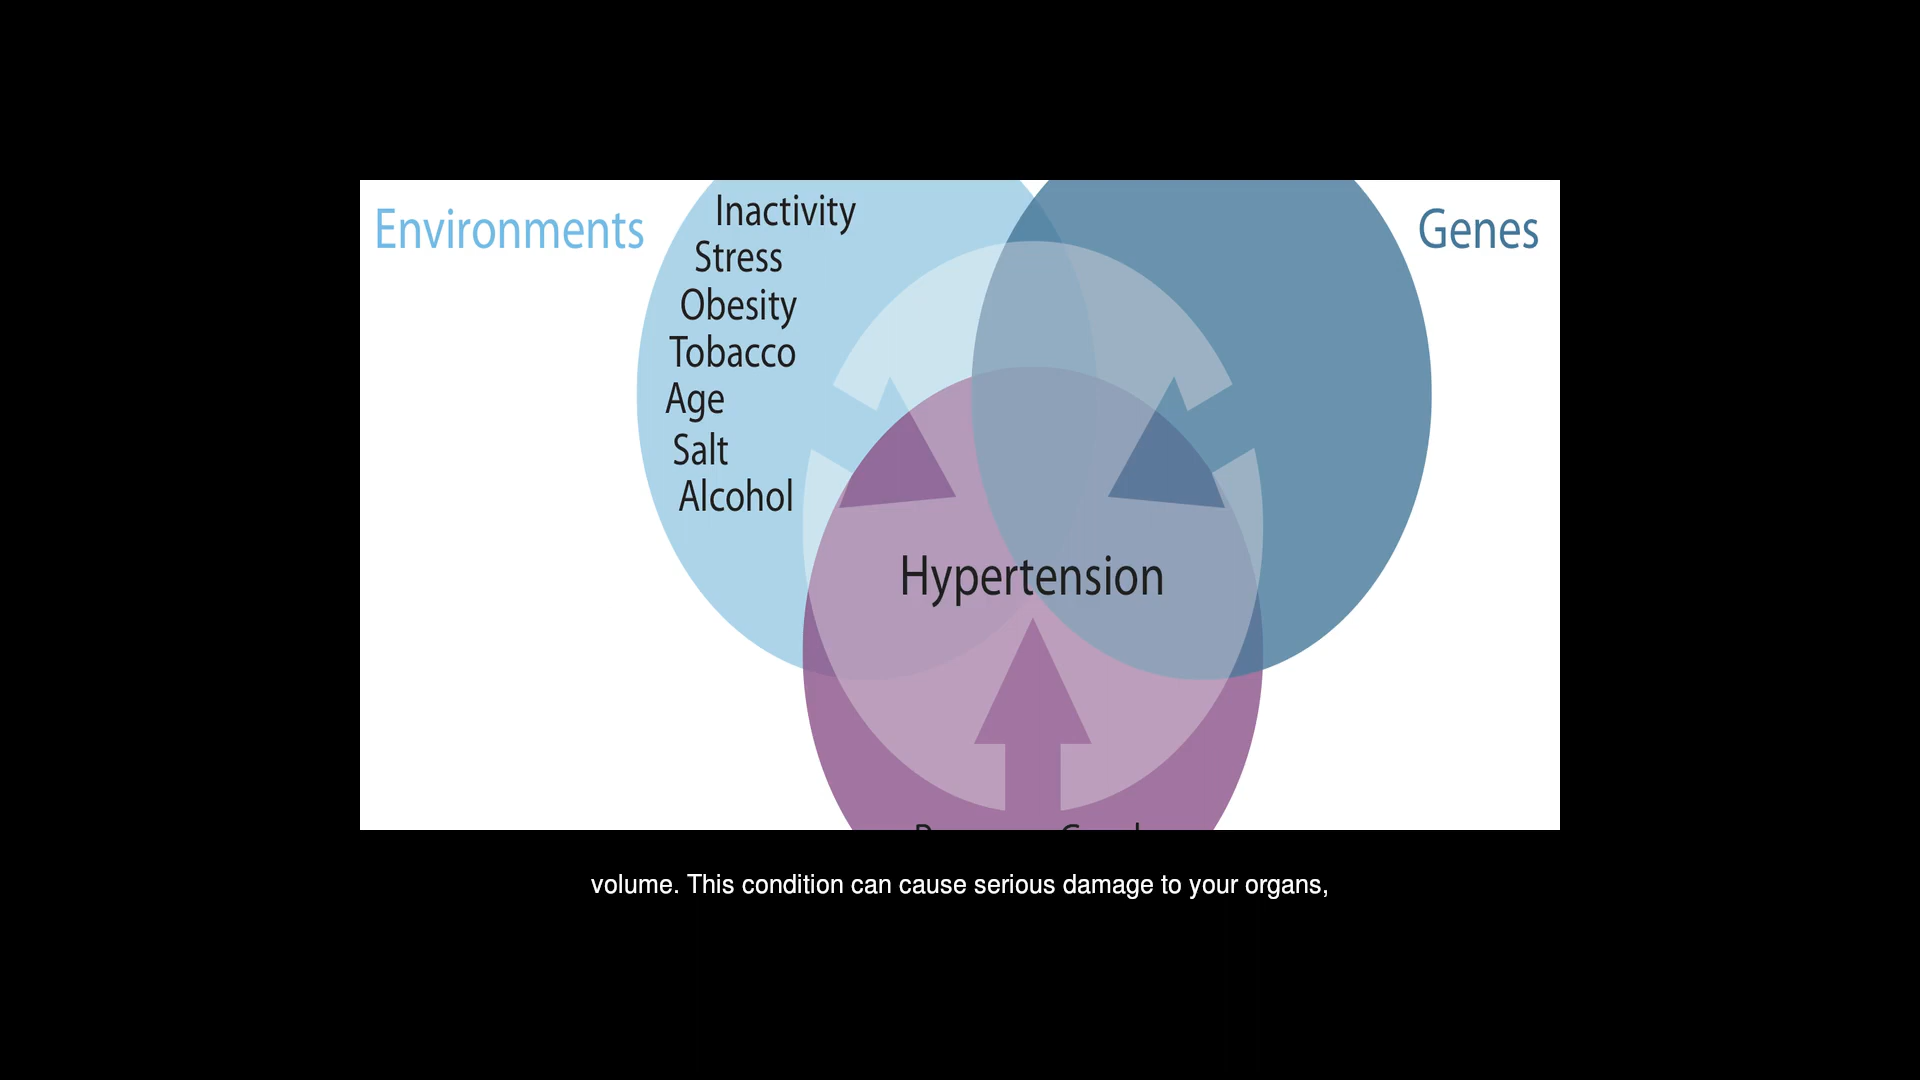 Environments
Genes
Inactivity
Stress
Obesity
Tobacco
Age
Salt
Alcohol
Hypertension
volume. This condition can cause serious damage to your organs,